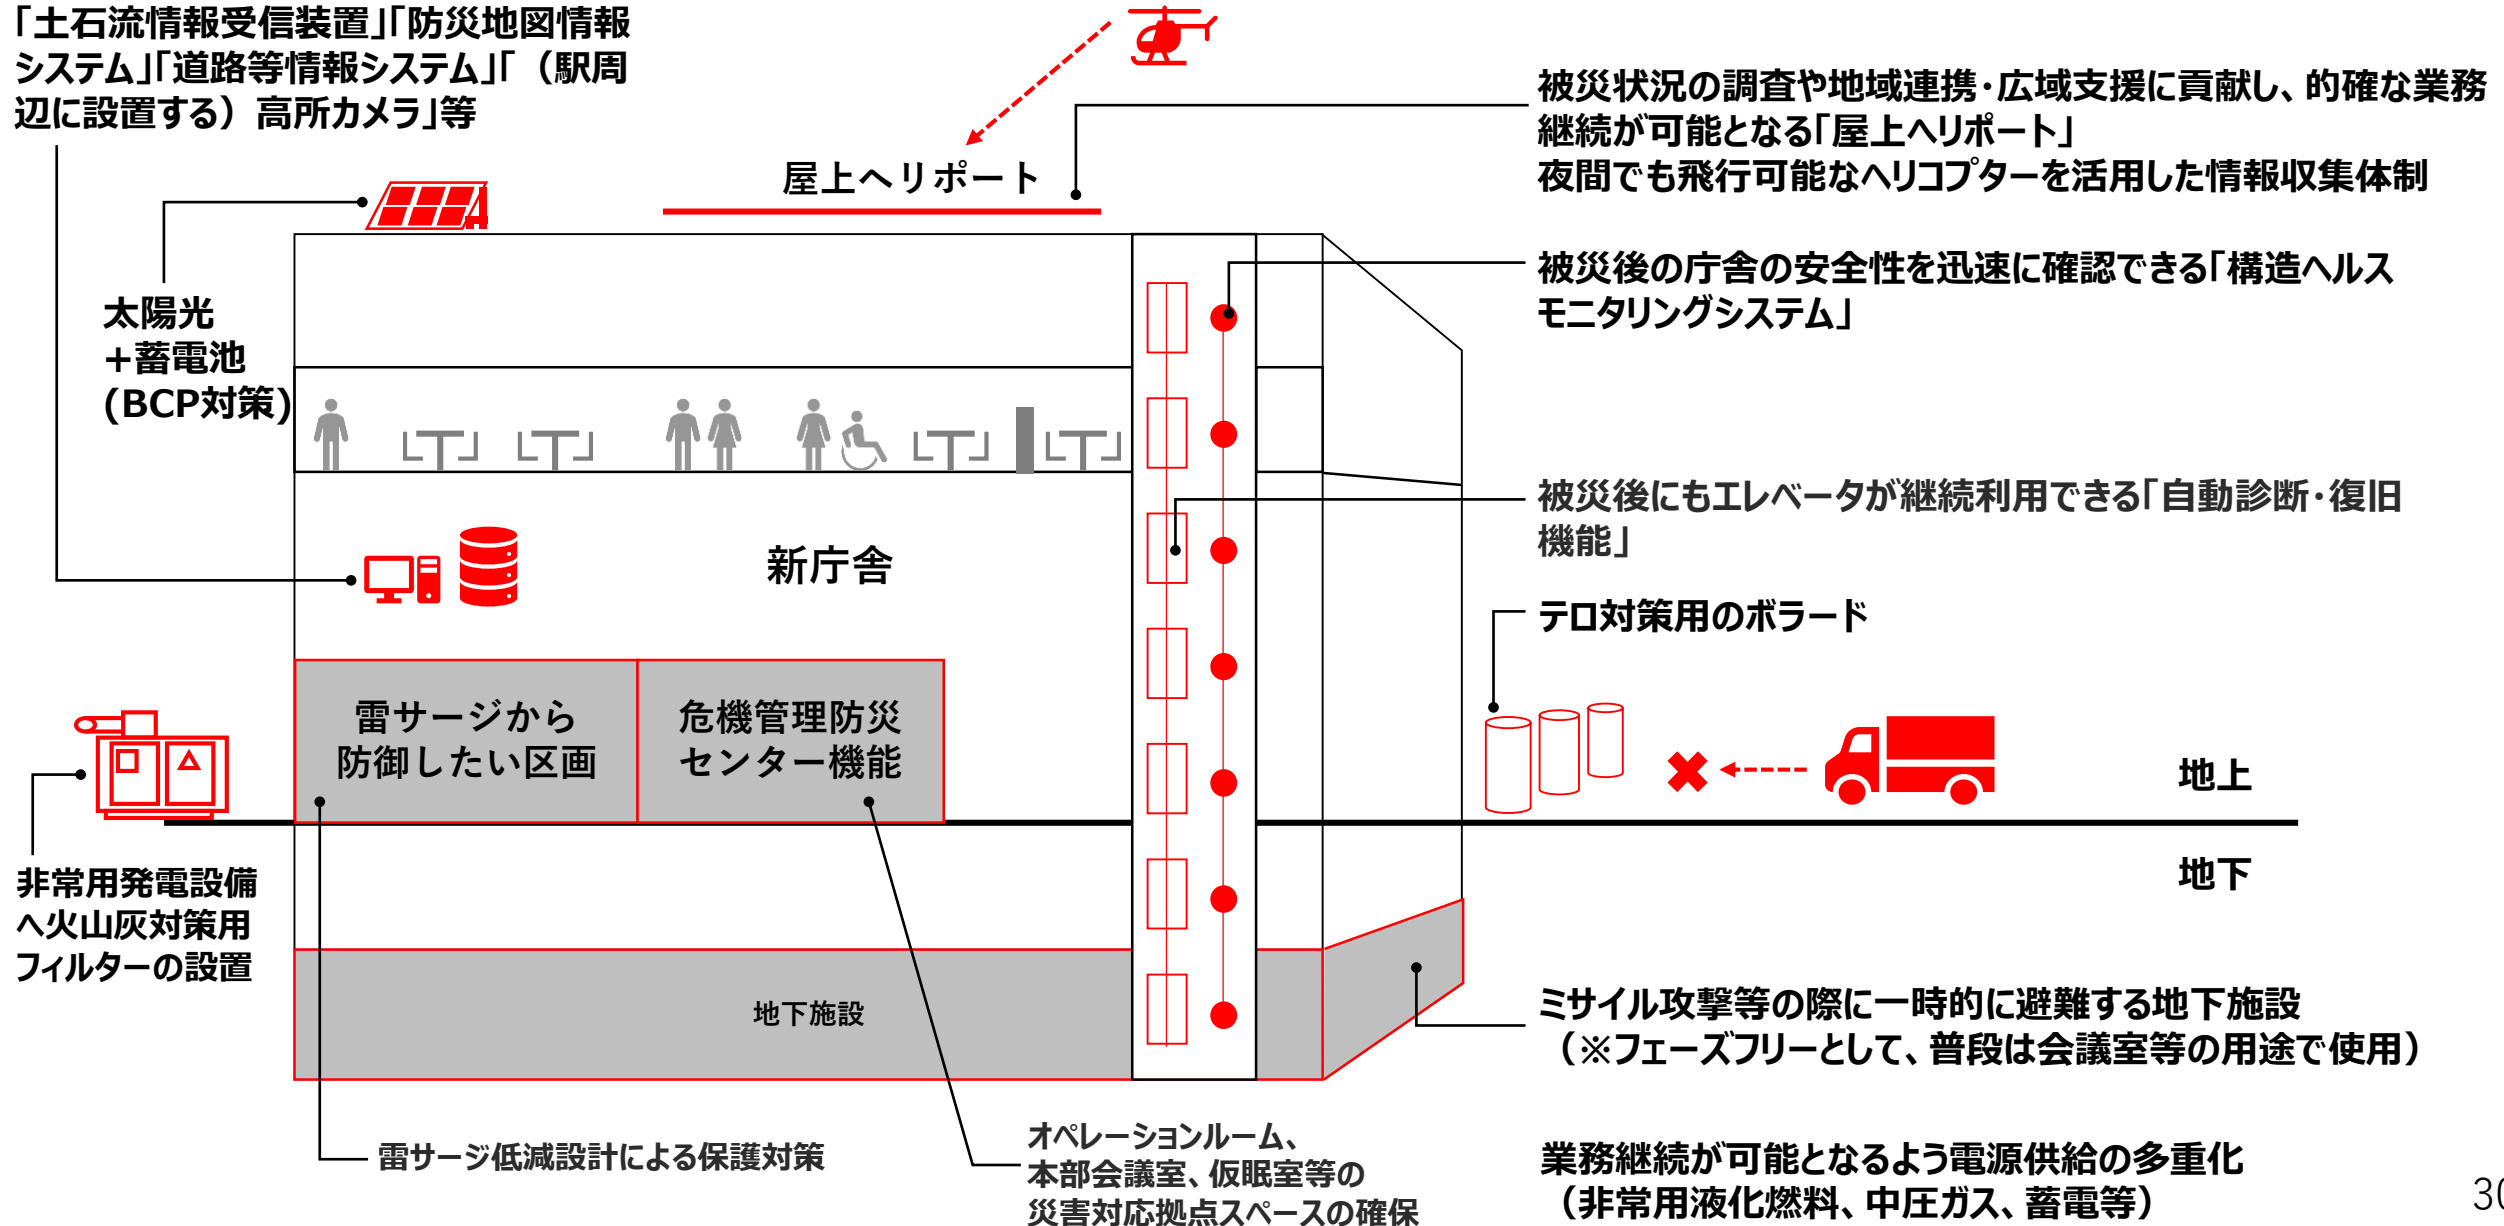 「土石流情報受信装置」「防災地図情報
システム」「道路等情報システム」「（駅周
辺に設置する）高所カメラ」等
被災状況の調査や地域連携・広域支援に貢献し、的確な業務
継続が可能となる「屋上ヘリポート」
夜間でも飛行可能なヘリコプターを活用した情報収集体制
屋上ヘリポート
太陽光
+蓄電池
(BCP対策)
被災後の庁舎の安全性を迅速に確認できる「構造ヘルス
モニタリングシステム」
被災後にもエレベータが継続利用できる「自動診断・復旧
機能」
新庁舎
テロ対策用のボラード
雷サージから
防御したい区画
危機管理防災
センター機能
地上
地下
非常用発電設備
へ火山灰対策用
フィルターの設置
地下施設
ミサイル攻撃等の際に一時的に避難する地下施設
（※フェーズフリーとして、普段は会議室等の用途で使用）
雷サージ低減設計による保護対策
オペレーションルーム、
本部会議室、仮眠室等の
災害対応拠点スペースの確保
業務継続が可能となるよう電源供給の多重化
（非常用液化燃料、中圧ガス、蓄電等）
30